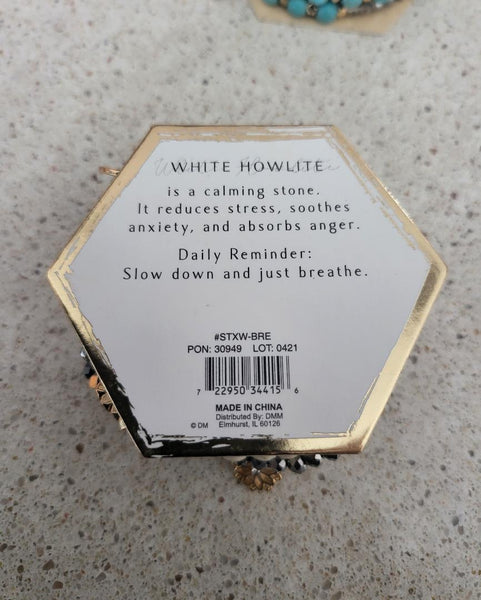 WHITE HOWLITE
is a calming stone.
It reduces stress, soothes
anxiety, and absorbs anger.
Daily Reminder:
Slow down and just breathe.
#STXW-BRE
PON: 30949 LOT: 0421
7 22950 34415 6
MADE IN CHINA
Distributed By: DMM
© DM Elmhurst, IL 60126